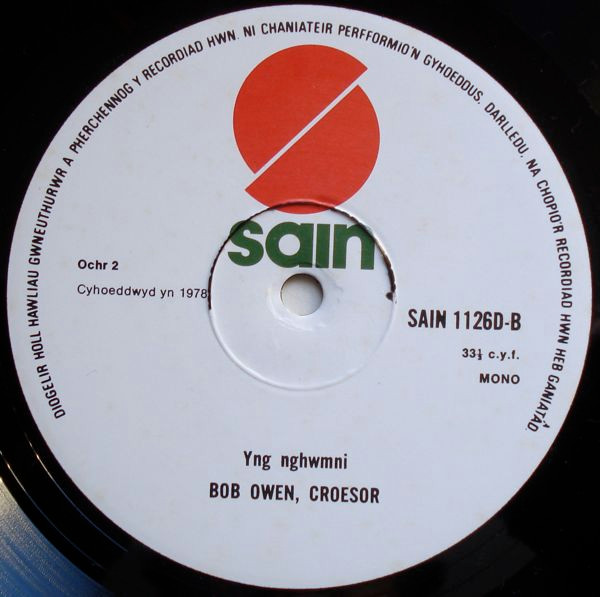 DIOGELIR HOLL HAWLIAU GWNEUTHURWR A PHERCHENNOG Y RECORDIAD HWN. NI CHANIATEIR PERFFORMIO'N GYHOEDDUS, DARLLEDU, NA CHOPIO'R RECORDIAD HWN HEB GANIATÂD.
sain
Ochr 2
Cyhoeddwyd yn 1978
SAIN 1126D-B
33⅓ c.y.f.
MONO
Yng nghwmni
BOB OWEN, CROESOR